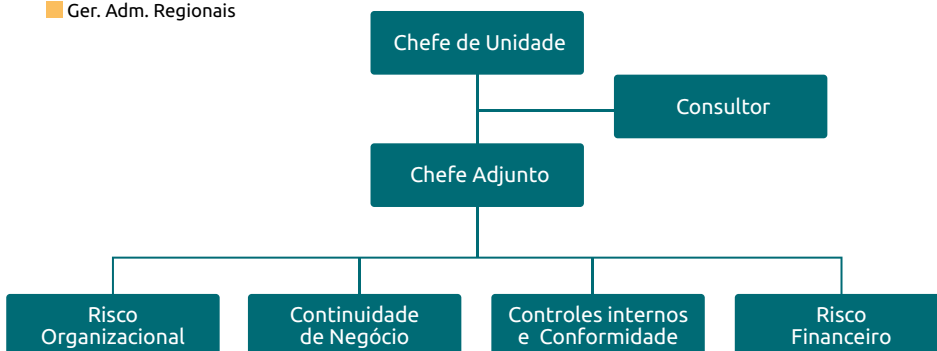 Ger. Adm. Regionais
Chefe de Unidade
Consultor
Chefe Adjunto
Risco
Organizacional
Continuidade
de Negócio
Controles internos
e Conformidade
Risco
Financeiro